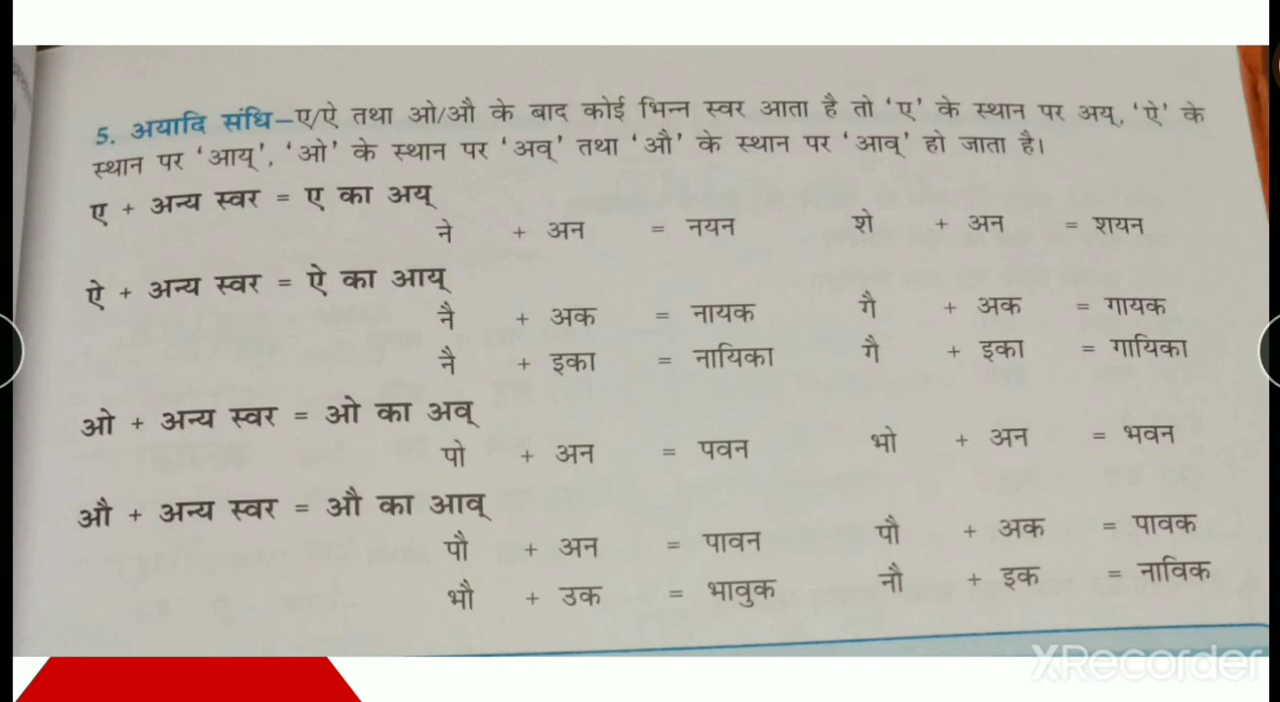 5. अयादि संधि–ए/ऐ तथा ओ/औ के बाद कोई भिन्न स्वर आता है तो 'ए' के स्थान पर अय्, 'ऐ' के
स्थान पर 'आय्', 'ओ' के स्थान पर 'अव्' तथा 'औ' के स्थान पर 'आव्' हो जाता है।
ए + अन्य स्वर = ए का अय्
ने + अन = नयन शे + अन = शयन
ऐ + अन्य स्वर = ऐ का आय्
नै + अक = नायक गै + अक = गायक
नै + इका = नायिका गै + इका = गायिका
ओ + अन्य स्वर = ओ का अव्
पो + अन = पवन भो + अन = भवन
औ + अन्य स्वर = औ का आव्
पौ + अन = पावन पौ + अक = पावक
भौ + उक = भावुक नौ + इक = नाविक
XRecorder